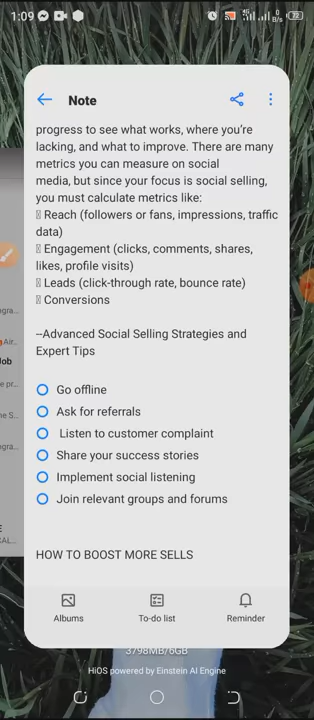 1:09
4G
0
B/s
72
Note
progress to see what works, where you're
lacking, and what to improve. There are many
metrics you can measure on social
media, but since your focus is social selling,
you must calculate metrics like:
Reach (followers or fans, impressions, traffic
data)
Engagement (clicks, comments, shares,
likes, profile visits)
Leads (click-through rate, bounce rate)
Conversions
--Advanced Social Selling Strategies and
Expert Tips
Go offline
Ask for referrals
Listen to customer complaint
Share your success stories
Implement social listening
Join relevant groups and forums
HOW TO BOOST MORE SELLS
Albums
To-do list
Reminder
3798MB/6GB
HiOS powered by Einstein AI Engine